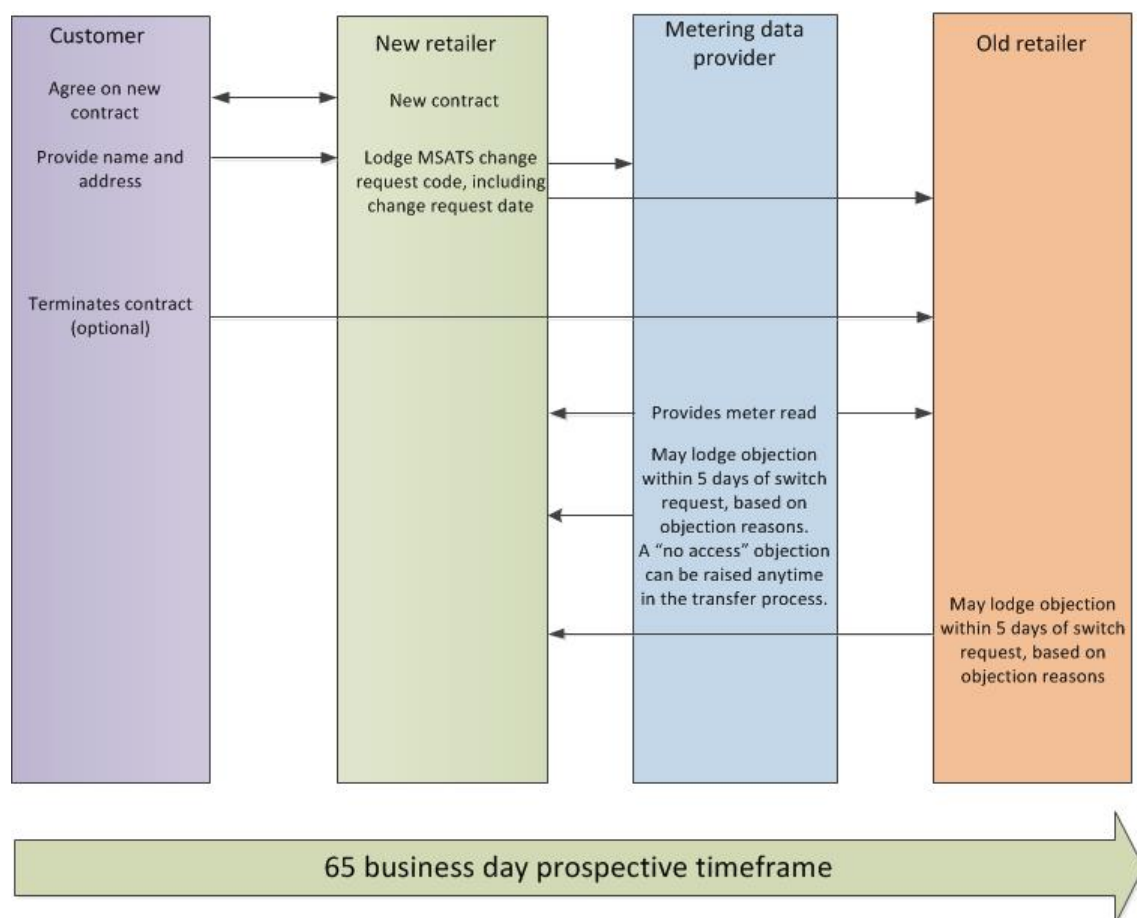 Customer
Agree on new
contract
Provide name and
address
Terminates contract
(optional)
New retailer
New contract
Lodge MSATS change
request code, including
change request date
Metering data
provider
Provides meter read
May lodge objection
within 5 days of switch
request, based on
objection reasons.
A “no access” objection
can be raised anytime
in the transfer process.
Old retailer
May lodge objection
within 5 days of switch
request, based on
objection reasons
65 business day prospective timeframe